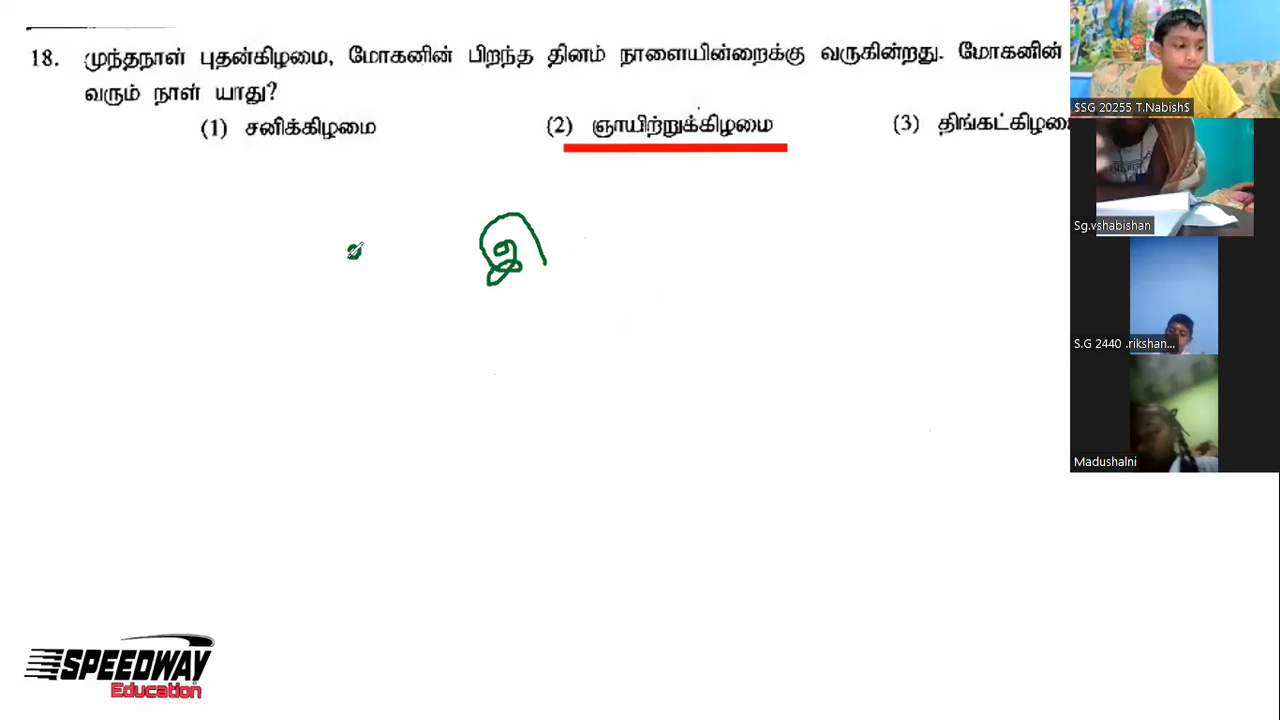 18. முந்தநாள் புதன்கிழமை, மோகனின் பிறந்த தினம் நாளையின்றைக்கு வருகின்றது. மோகனின்
வரும் நாள் யாது?
(1) சனிக்கிழமை (2) ஞாயிற்றுக்கிழமை (3) திங்கட்கிழமை
இ
$SG 20255 T.Nabish$
Sg.vshabishan
S.G 2440 .rikshan...
Madushalni
SPEEDWAY
Education